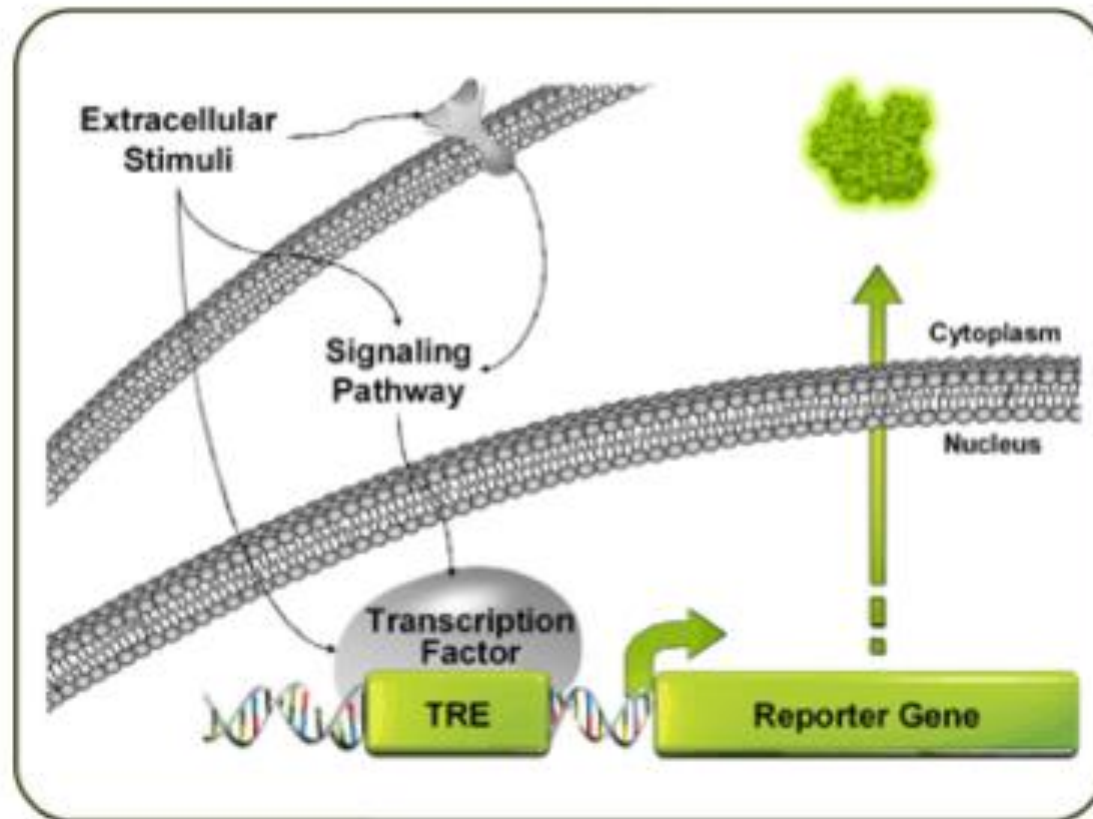 Extracellular
Stimuli
Signaling
Pathway
Cytoplasm
Nucleus
Transcription
Factor
TRE
Reporter Gene